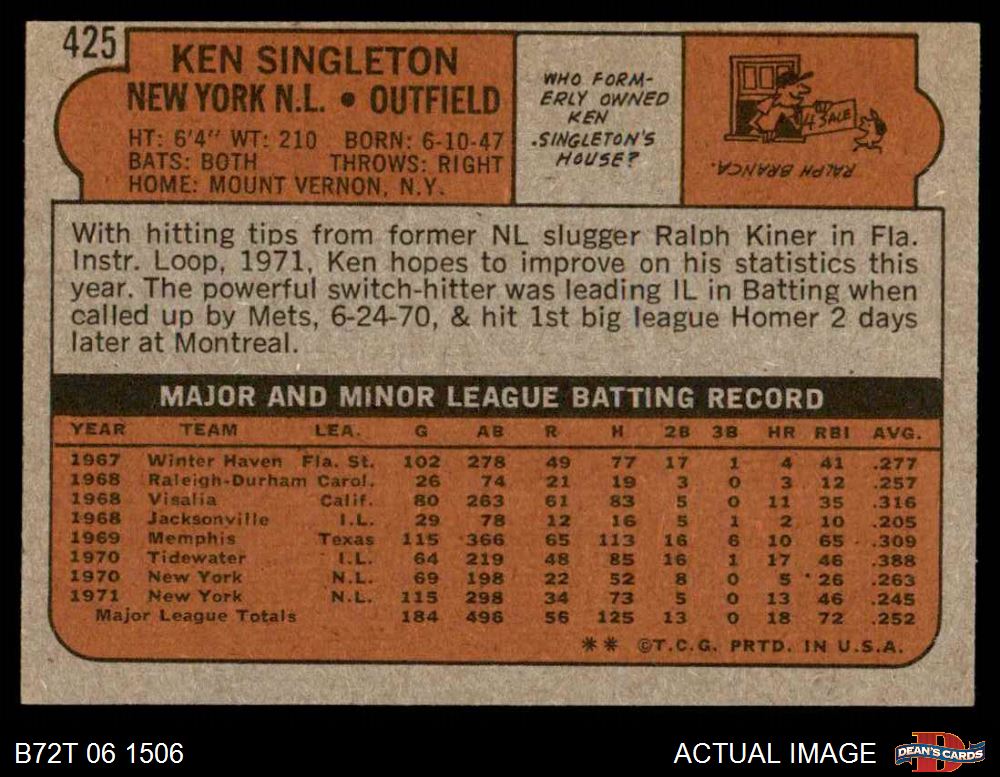 425
KEN SINGLETON
NEW YORK N.L. • OUTFIELD
HT: 6'4" WT: 210 BORN: 6-10-47
BATS: BOTH THROWS: RIGHT
HOME: MOUNT VERNON, N.Y.
WHO FORM-
ERLY OWNED
KEN
SINGLETON'S
HOUSE?
4 SALE
RALPH BRANCA.
With hitting tips from former NL slugger Ralph Kiner in Fla.
Instr. Loop, 1971, Ken hopes to improve on his statistics this
year. The powerful switch-hitter was leading IL in Batting when
called up by Mets, 6-24-70, & hit 1st big league Homer 2 days
later at Montreal.
MAJOR AND MINOR LEAGUE BATTING RECORD
YEAR TEAM LEA. G AB R H 2B 3B HR RBI AVG.
1967 Winter Haven Fla. St. 102 278 49 77 17 1 4 41 .277
1968 Raleigh-Durham Carol. 26 74 21 19 3 0 3 12 .257
1968 Visalia Calif. 80 263 61 83 5 0 11 35 .316
1968 Jacksonville I.L. 29 78 12 16 5 1 2 10 .205
1969 Memphis Texas 115 366 65 113 16 6 10 65 .309
1970 Tidewater I.L. 64 219 48 85 16 1 17 46 .388
1970 New York N.L. 69 198 22 52 8 0 5 26 .263
1971 New York N.L. 115 298 34 73 5 0 13 46 .245
Major League Totals 184 496 56 125 13 0 18 72 .252
** ©T.C.G. PRTD. IN U.S.A.
B72T 06 1506
ACTUAL IMAGE
DEAN'S CARDS